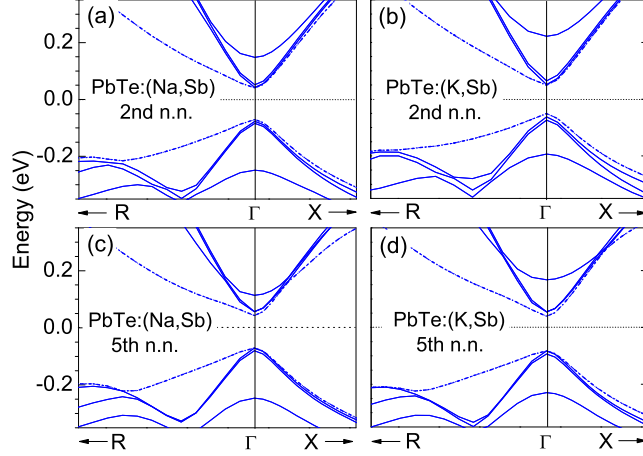 (a)
(b)
0.2
PbTe:(Na,Sb)
PbTe:(K,Sb)
0.0
2nd n.n.
2nd n.n.
-0.2
R Γ X
R Γ X
Energy (eV)
(c)
(d)
0.2
PbTe:(Na,Sb)
PbTe:(K,Sb)
0.0
5th n.n.
5th n.n.
-0.2
R Γ X
R Γ X